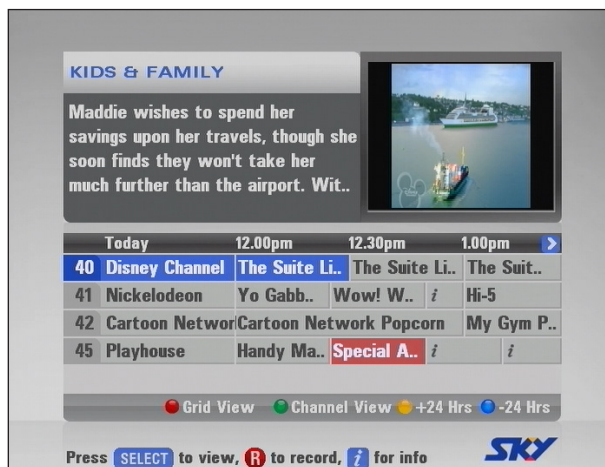 KIDS & FAMILY
Maddie wishes to spend her
savings upon her travels, though she
soon finds they won't take her
much further than the airport. Wit..
Today 12.00pm 12.30pm 1.00pm >
40 Disney Channel The Suite Li.. The Suite Li.. The Suit..
41 Nickelodeon Yo Gabb.. Wow! W.. i Hi-5
42 Cartoon Networ Cartoon Network Popcorn My Gym P..
45 Playhouse Handy Ma.. Special A.. i i
Grid View Channel View +24 Hrs -24 Hrs
Press SELECT to view, R to record, i for info
SKY